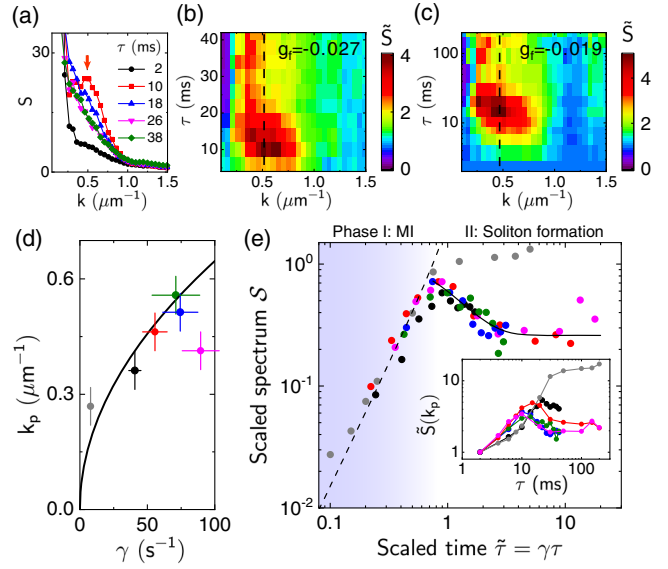 (a)
30
0
S
τ (ms)
2
10
18
26
38
0.5 1.0 1.5
k (μm⁻¹)
(b)
g_f=-0.027
40
30
20
10
τ (ms)
0.5 1.0 1.5
k (μm⁻¹)
S̃
4
2
0
(c)
g_f=-0.019
100
10
τ (ms)
0.5 1.0 1.5
k (μm⁻¹)
S̃
4
2
0
(d)
0.6
0.3
0.0
k_p (μm⁻¹)
0 50 100
γ (s⁻¹)
Phase I: MI II: Soliton formation
(e)
10⁰
10⁻¹
10⁻²
Scaled spectrum 𝒮
0.1 1 10
Scaled time τ̃ = γτ
10
1
S̃(k_p)
1 10 100
τ (ms)